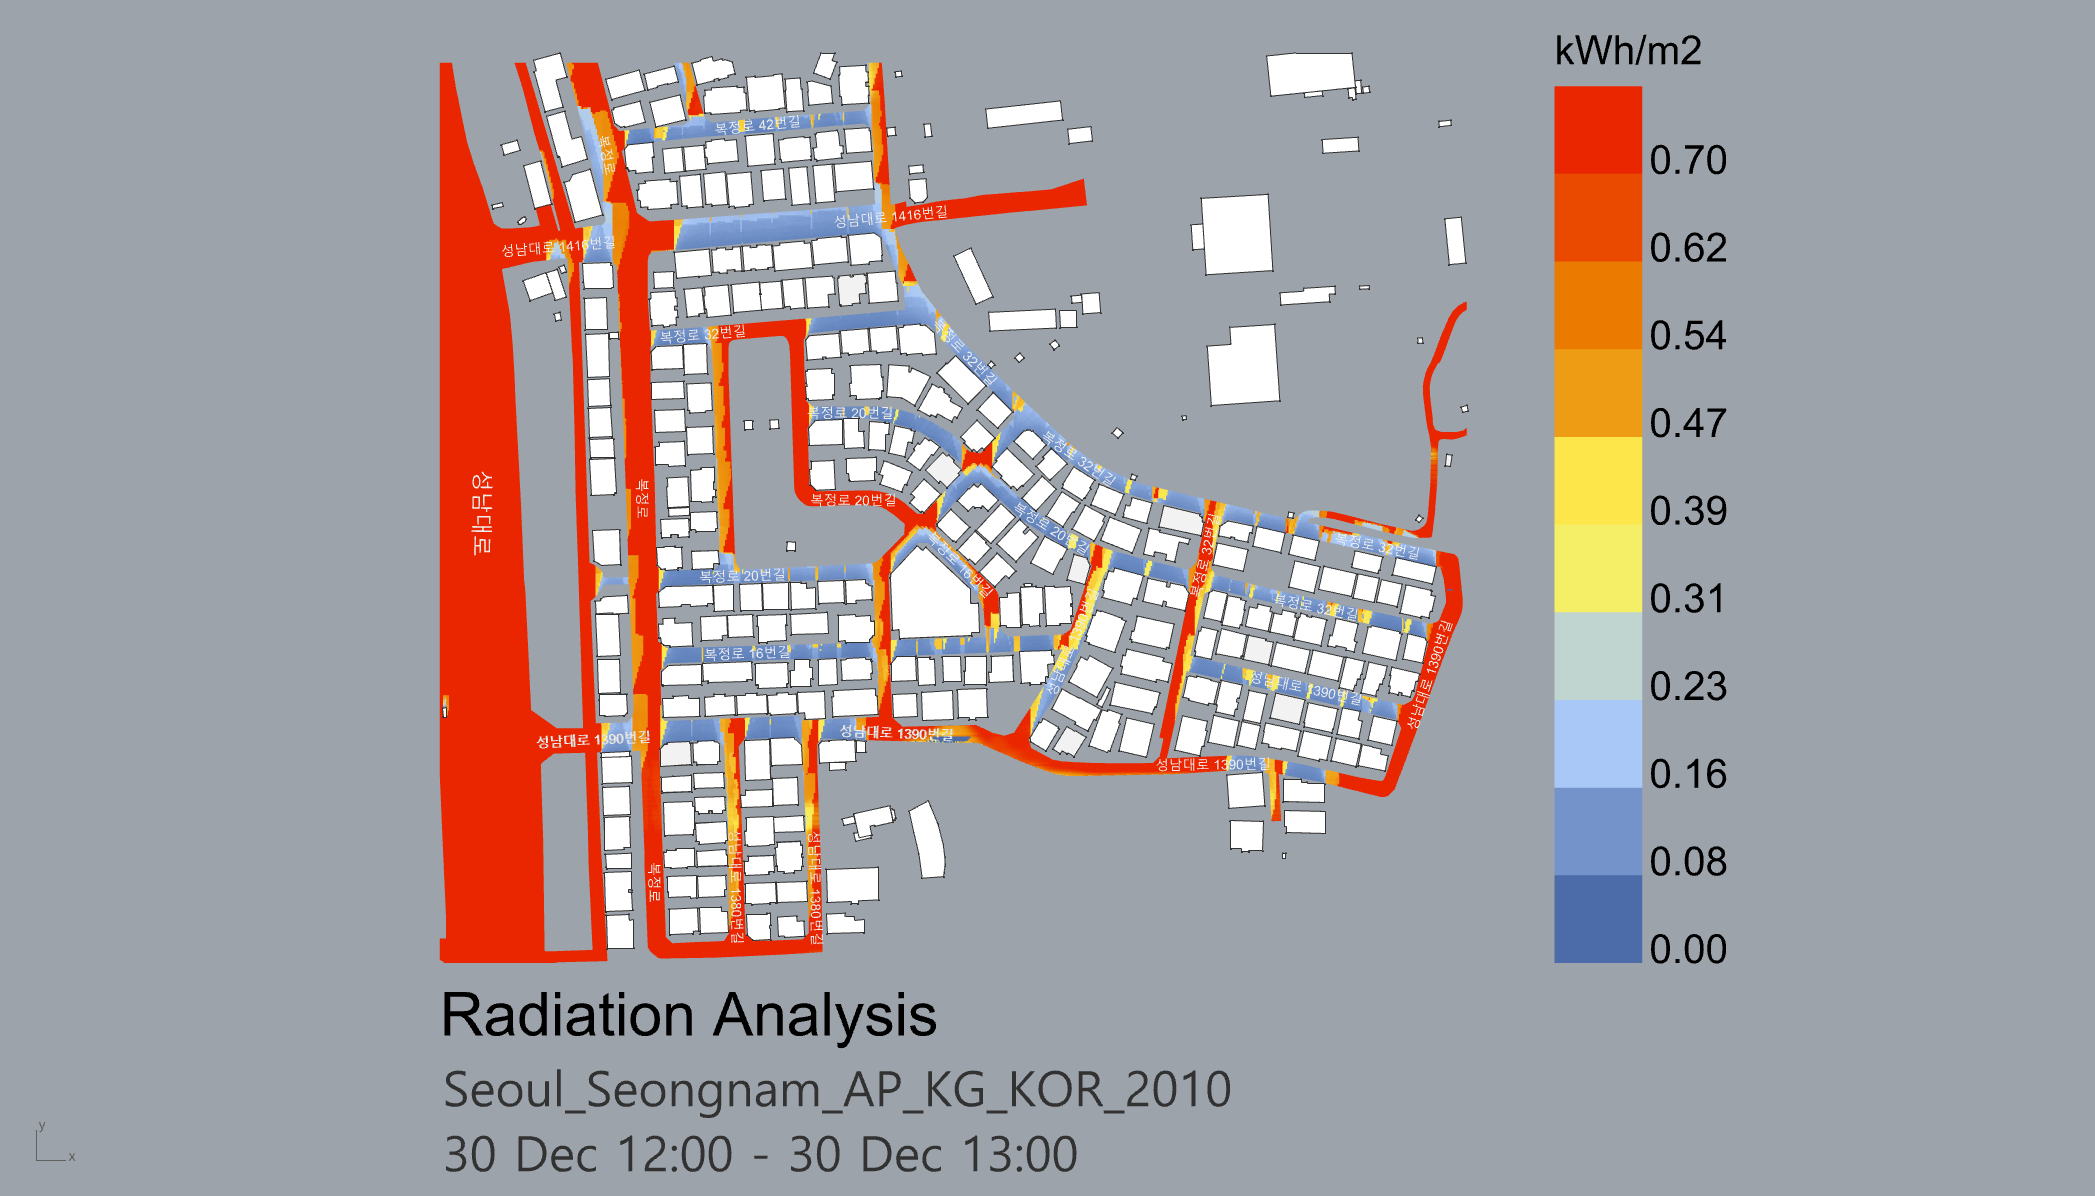 kWh/m2
0.70
0.62
0.54
0.47
0.39
0.31
0.23
0.16
0.08
0.00
복정로 42번길
복정로
성남대로 1416번길
성남대로 1416번길
복정로 32번길
복정로 32번길
복정로 20번길
복정로 32번길
성남대로
복정로
복정로 20번길
복정로 20번길
복정로 32번길
복정로 32번길
복정로 16번길
복정로 20번길
복정로 32번길
성남대로 1390번길
복정로 16번길
성남대로 1390번길
성남대로 1390번길
성남대로 1390번길
성남대로 1390번길
성남대로 1390번길
복정로
성남대로 1380번길
성남대로 1380번길
Radiation Analysis
Seoul_Seongnam_AP_KG_KOR_2010
30 Dec 12:00 - 30 Dec 13:00
y
x